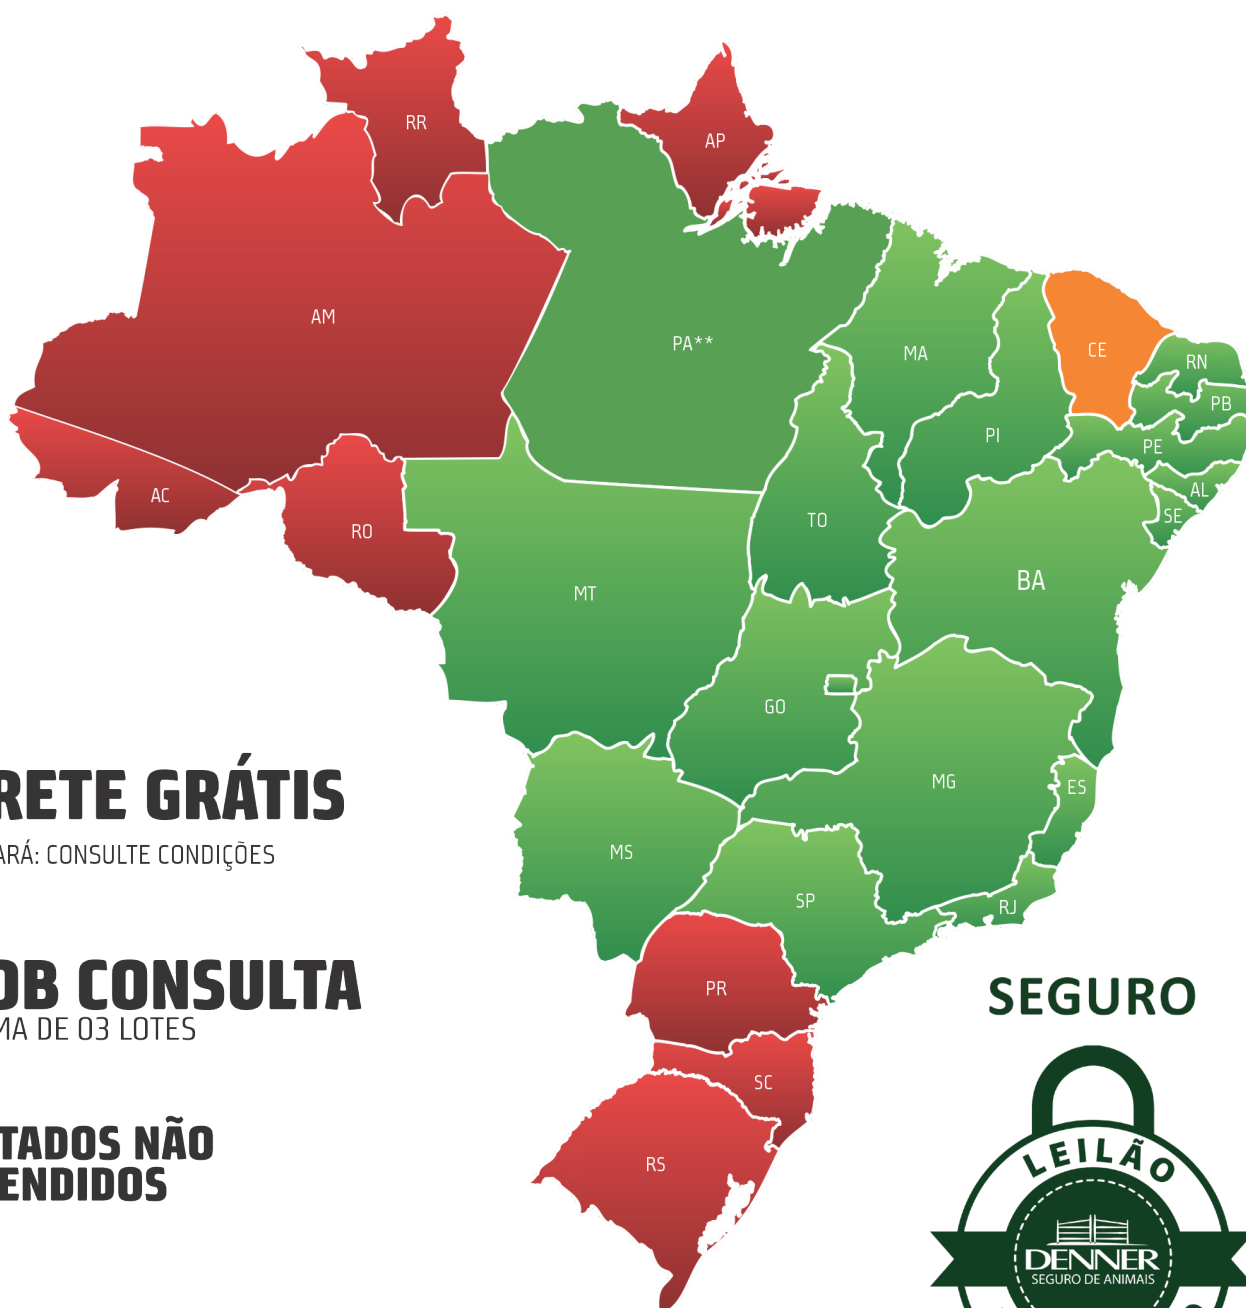 RR
AP
AM
PA**
MA
CE
RN
PB
PI
PE
AL
SE
AC
RO
TO
MT
BA
GO
MG
ES
MS
SP
RJ
PR
SC
RS
RETE GRÁTIS
ARÁ: CONSULTE CONDIÇÕES
OB CONSULTA
MA DE 03 LOTES
TADOS NÃO
ENDIDOS
SEGURO
LEILÃO
DENNER
SEGURO DE ANIMAIS